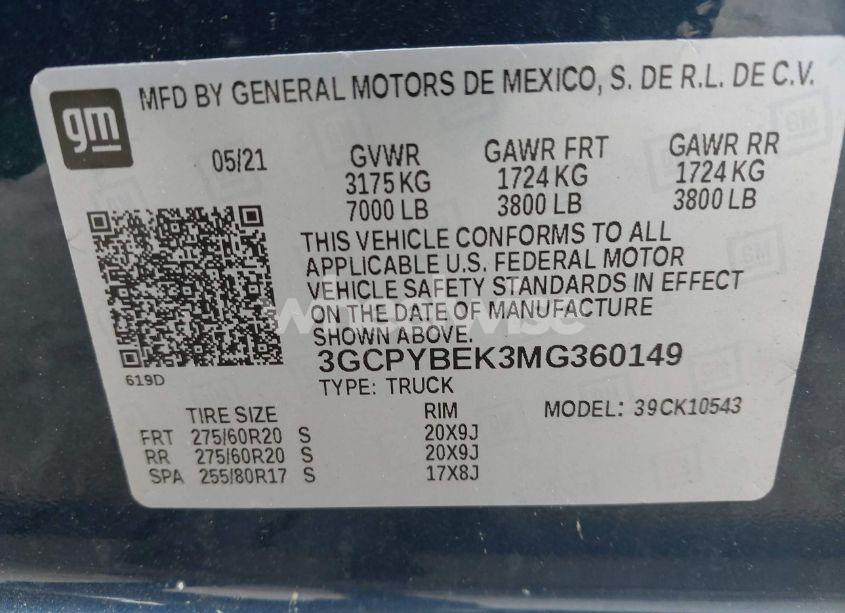 gm
MFD BY GENERAL MOTORS DE MEXICO, S. DE R.L. DE C.V.
05/21 GVWR GAWR FRT GAWR RR
3175 KG 1724 KG 1724 KG
7000 LB 3800 LB 3800 LB
THIS VEHICLE CONFORMS TO ALL
APPLICABLE U.S. FEDERAL MOTOR
VEHICLE SAFETY STANDARDS IN EFFECT
ON THE DATE OF MANUFACTURE
SHOWN ABOVE.
3GCPYBEK3MG360149
619D
TYPE: TRUCK
TIRE SIZE RIM MODEL: 39CK10543
FRT 275/60R20 S 20X9J
RR 275/60R20 S 20X9J
SPA 255/80R17 S 17X8J